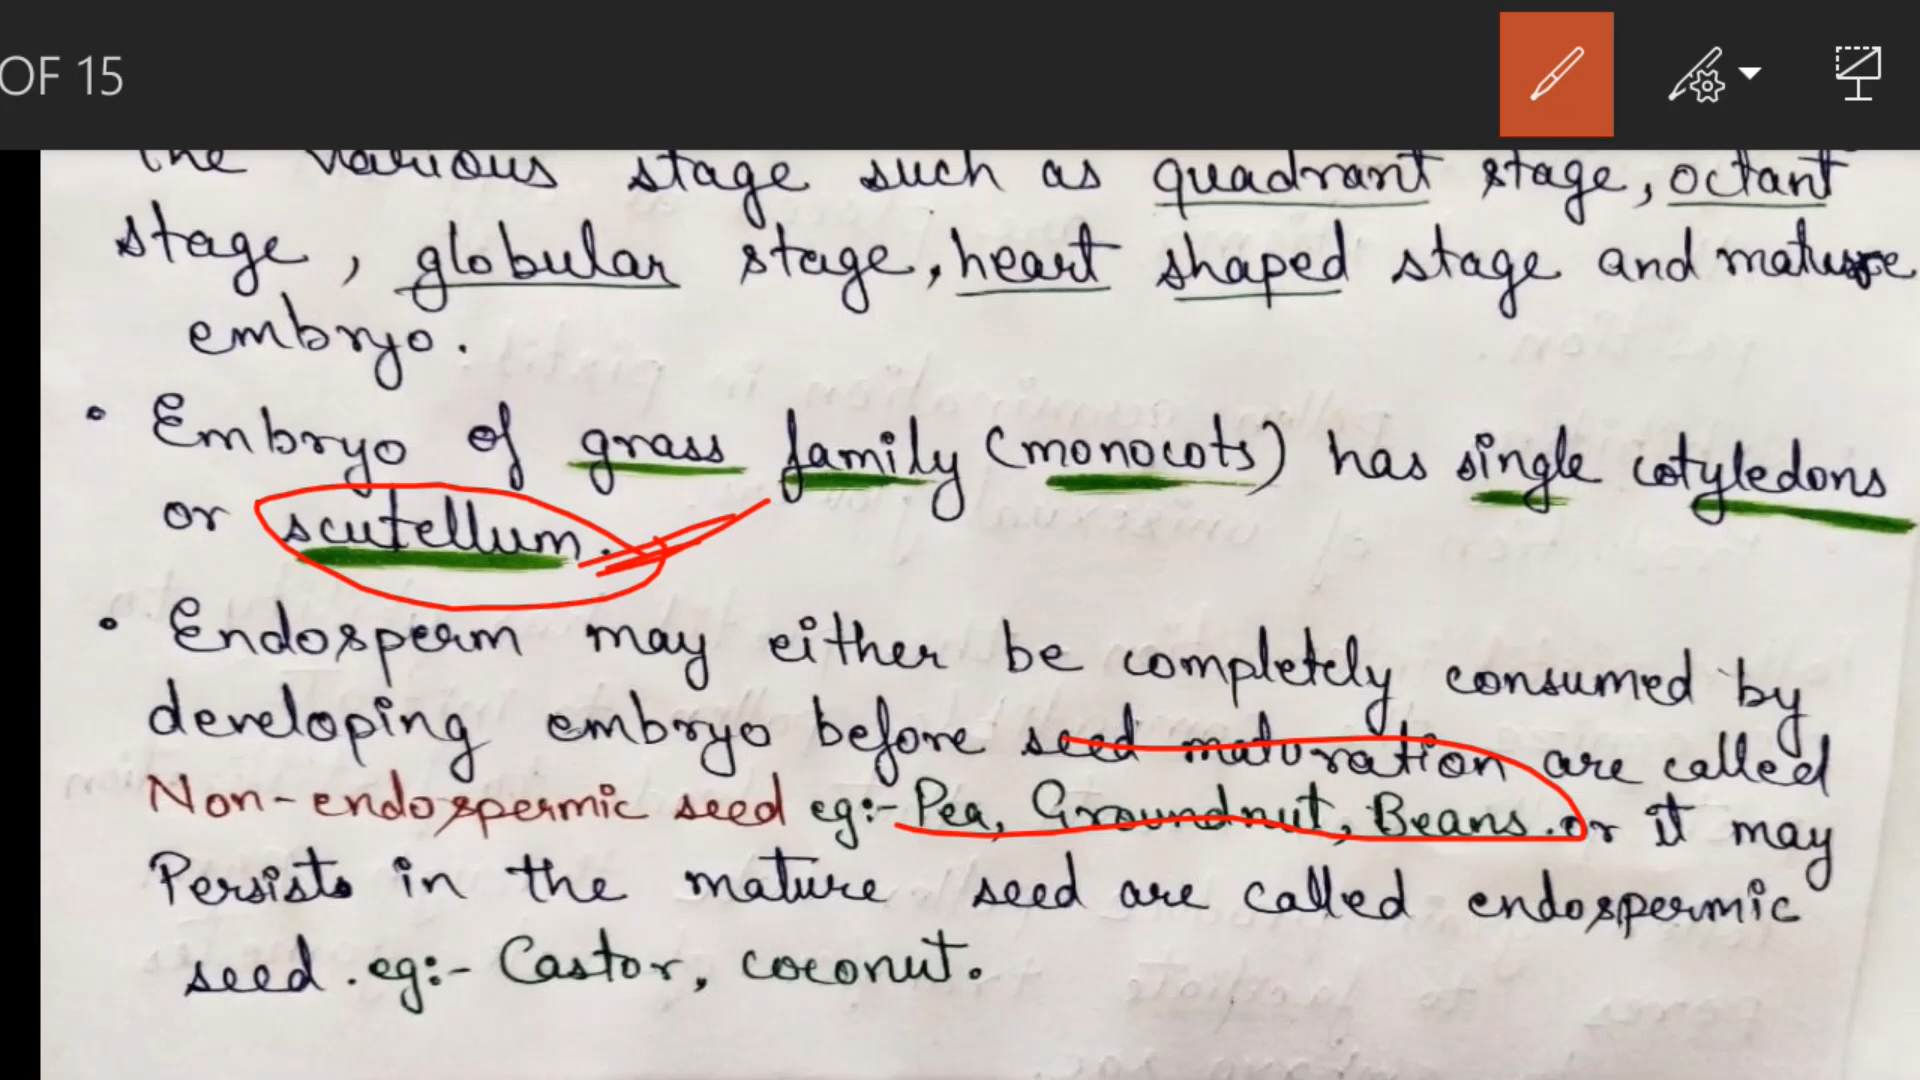 OF 15
the various stage such as quadrant stage, octant
stage, globular stage, heart shaped stage and mature
embryo.
• Embryo of grass family (monocots) has single cotyledons
or scutellum.
• Endosperm may either be completely consumed by
developing embryo before seed maturation are called
Non-endospermic seed eg:- Pea, Groundnut, Beans. or it may
Persists in the mature seed are called endospermic
seed. eg:- Castor, coconut.